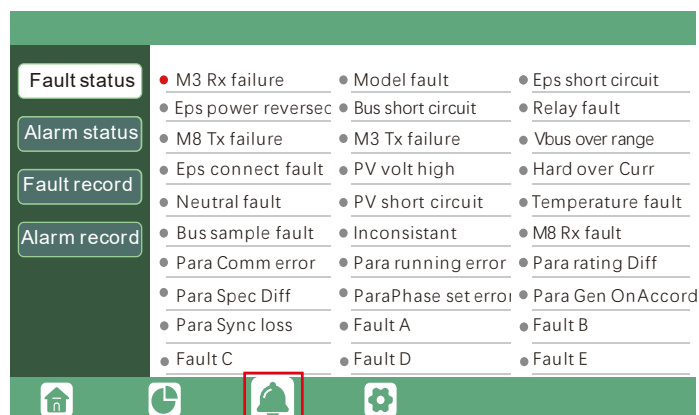 Fault status
Alarm status
Fault record
Alarm record
M3 Rx failure Model fault Eps short circuit
Eps power reversec Bus short circuit Relay fault
M8 Tx failure M3 Tx failure Vbus over range
Eps connect fault PV volt high Hard over Curr
Neutral fault PV short circuit Temperature fault
Bus sample fault Inconsistant M8 Rx fault
Para Comm error Para running error Para rating Diff
Para Spec Diff ParaPhase set error Para Gen OnAccord
Para Sync loss Fault A Fault B
Fault C Fault D Fault E